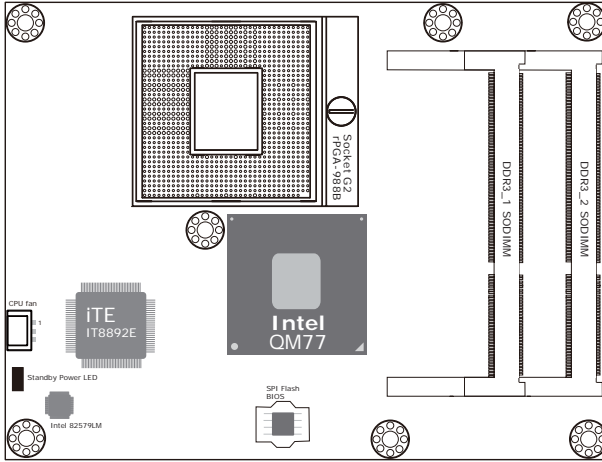 Socket G2
rPGA-988B
DDR3_1 SODIMM
DDR3_2 SODIMM
CPU fan
1
iTE
IT8892E
Intel
QM77
Standby Power LED
SPI Flash
BIOS
Intel 82579LM